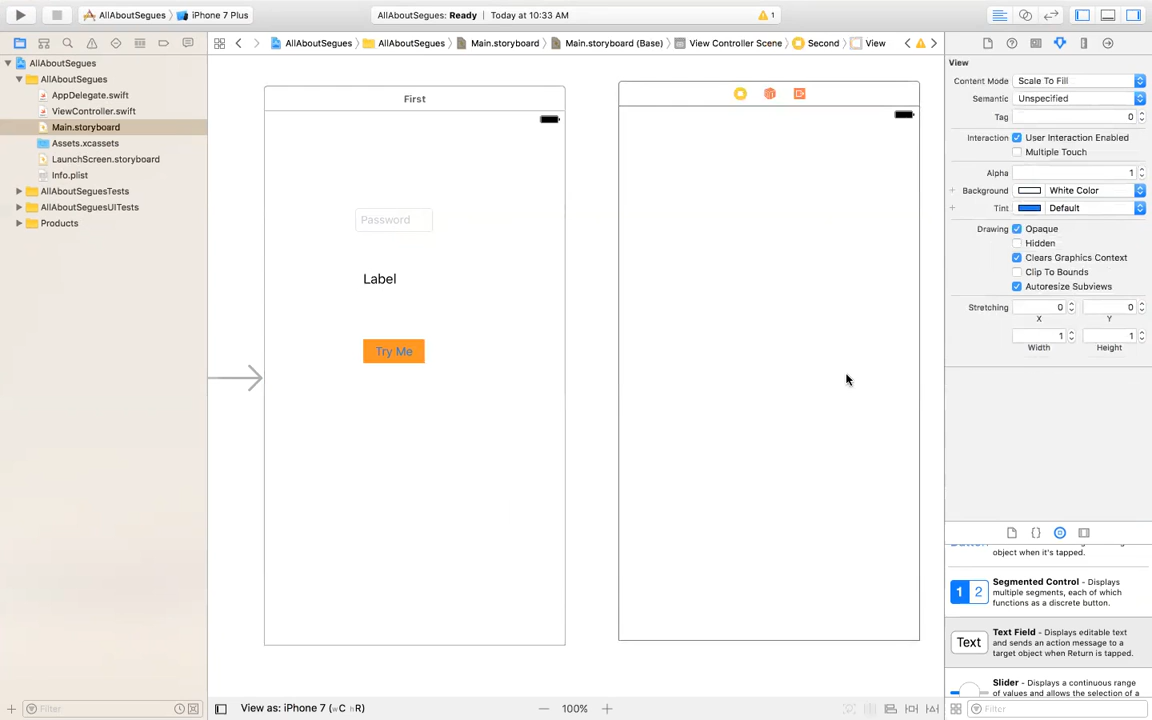 AllAboutSegues
iPhone 7 Plus
AllAboutSegues: Ready
Today at 10:33 AM
1
AllAboutSegues
AllAboutSegues
Main.storyboard
Main.storyboard (Base)
View Controller Scene
Second
View
AllAboutSegues
AllAboutSegues
AppDelegate.swift
ViewController.swift
Main.storyboard
Assets.xcassets
LaunchScreen.storyboard
Info.plist
AllAboutSeguesTests
AllAboutSeguesUITests
Products
First
Password
Label
Try Me
View
Content Mode Scale To Fill
Semantic Unspecified
Tag 0
Interaction User Interaction Enabled
Multiple Touch
Alpha 1
Background White Color
Tint Default
Drawing Opaque
Hidden
Clears Graphics Context
Clip To Bounds
Autoresize Subviews
Stretching 0 0
X Y
1 1
Width Height
object when it's tapped.
1 2
Segmented Control - Displays
multiple segments, each of which
functions as a discrete button.
Text
Text Field - Displays editable text
and sends an action message to a
target object when Return is tapped.
Slider - Displays a continuous range
of values and allows the selection of a
Filter
View as: iPhone 7 (wC hR)
100%
Filter